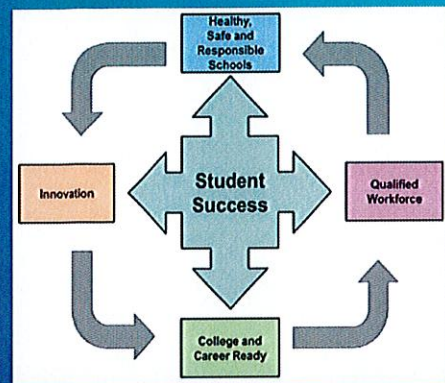 Healthy,
Safe and
Responsible
Schools
Innovation
Student
Success
Qualified
Workforce
College and
Career Ready